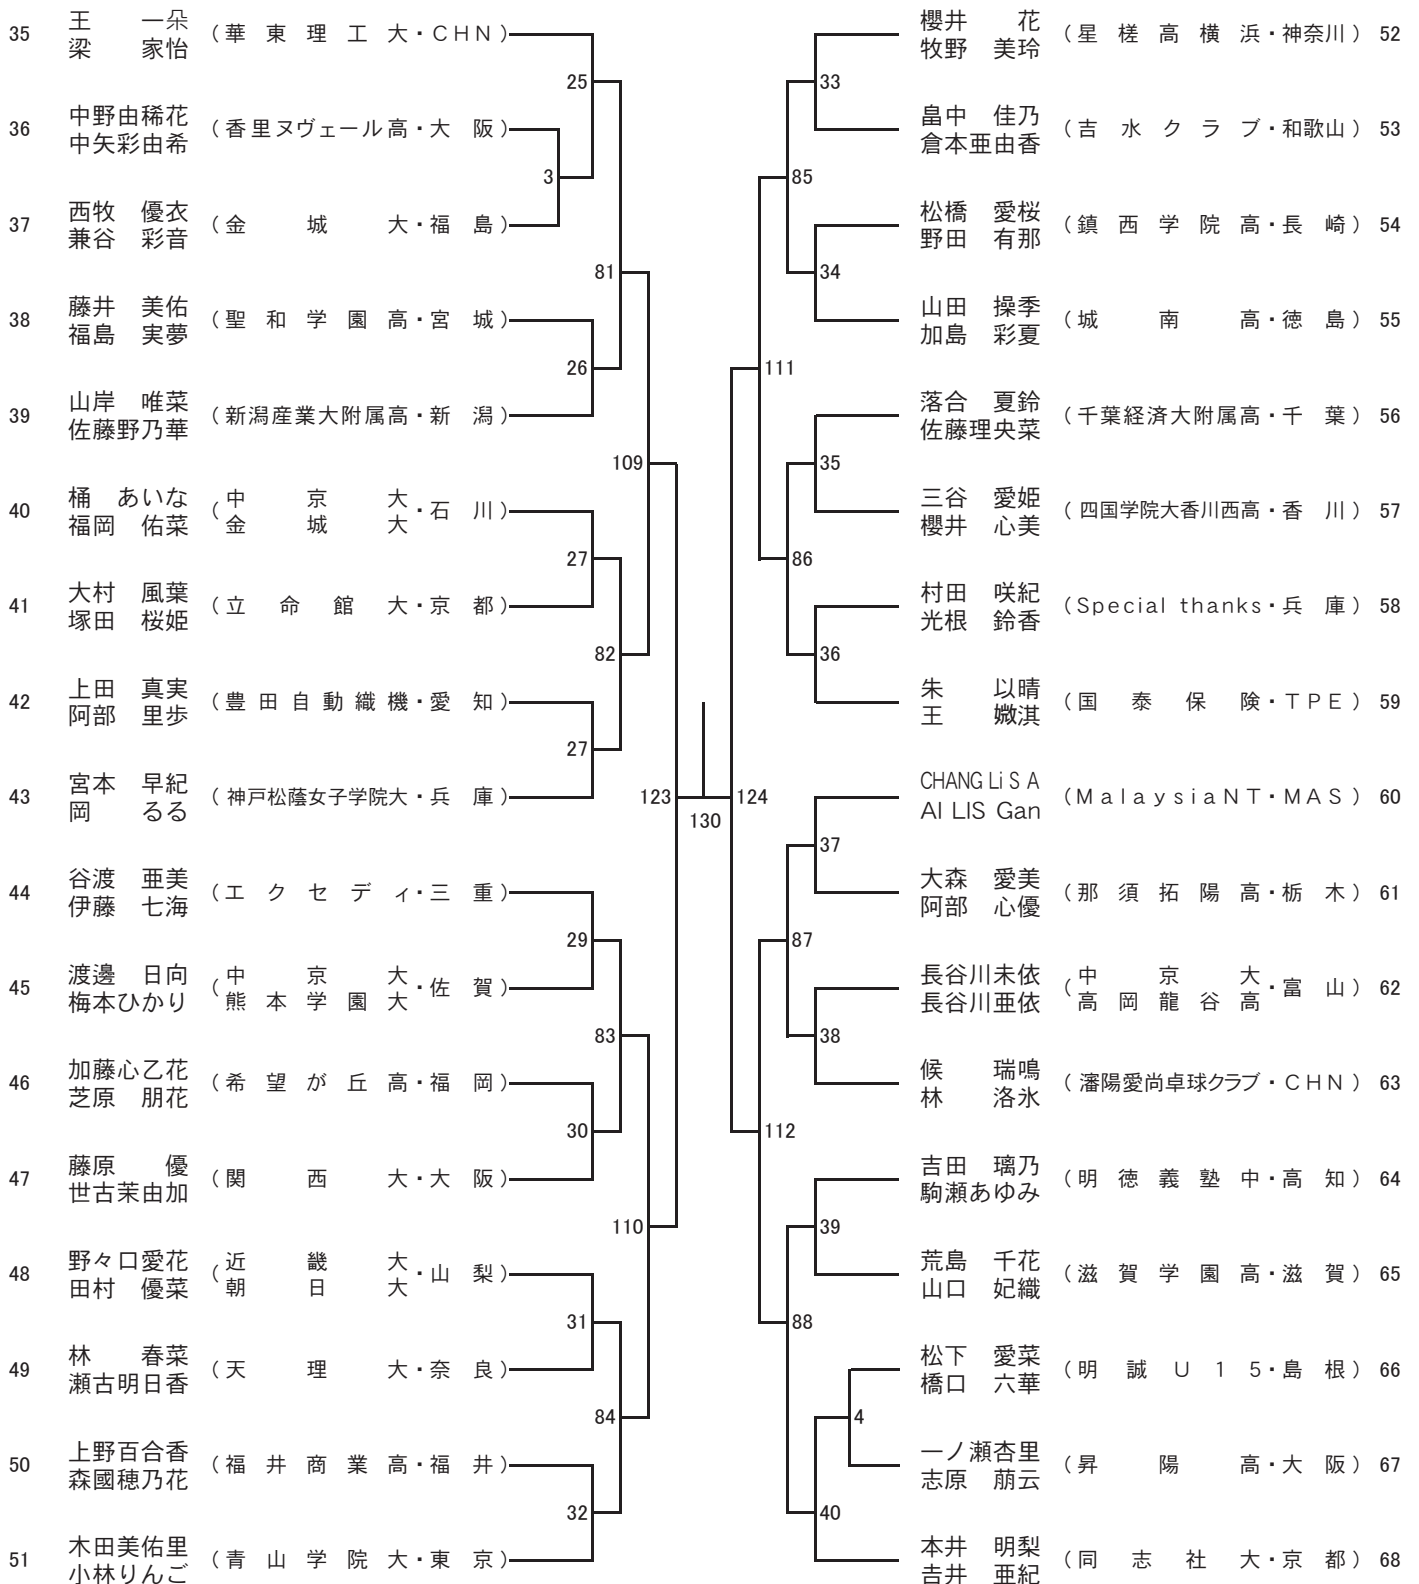 35 王 一朵 梁 家怡 (華東理工大・CHN)
36 中野由稀花 中矢彩由希 (香里ヌヴェール高・大阪)
37 西牧 優衣 兼谷 彩音 (金城大・福島)
38 藤井 美佑 福島 実夢 (聖和学園高・宮城)
39 山岸 唯菜 佐藤野乃華 (新潟産業大附属高・新潟)
40 桶 あいな 福岡 佑菜 (中京大 金城大・石川)
41 大村 風葉 塚田 桜姫 (立命館大・京都)
42 上田 真実 阿部 里歩 (豊田自動織機・愛知)
43 宮本 早紀 岡 るる (神戸松蔭女子学院大・兵庫)
44 谷渡 亜美 伊藤 七海 (エクセディ・三重)
45 渡邊 日向 梅本ひかり (中京大 熊本学園大・佐賀)
46 加藤心乙花 芝原 朋花 (希望が丘高・福岡)
47 藤原 優 世古茉由加 (関西大・大阪)
48 野々口愛花 田村 優菜 (近畿大 朝日大・山梨)
49 林 春菜 瀬古明日香 (天理大・奈良)
50 上野百合香 森國穂乃花 (福井商業高・福井)
51 木田美佑里 小林りんご (青山学院大・東京)
25
3
81
26
109
27
82
27
123
29
83
30
110
31
84
32
130
櫻井 花 牧野 美玲 (星槎高横浜・神奈川) 52
畠中 佳乃 倉本亜由香 (吉水クラブ・和歌山) 53
松橋 愛桜 野田 有那 (鎮西学院高・長崎) 54
山田 操季 加島 彩夏 (城南高・徳島) 55
落合 夏鈴 佐藤理央菜 (千葉経済大附属高・千葉) 56
三谷 愛姫 櫻井 心美 (四国学院大香川西高・香川) 57
村田 咲紀 光根 鈴香 (Special thanks・兵庫) 58
朱 以晴 王 媺淇 (国泰保険・TPE) 59
CHANG Li S A AI LIS Gan (MalaysiaNT・MAS) 60
大森 愛美 阿部 心優 (那須拓陽高・栃木) 61
長谷川未依 長谷川亜依 (中京大 高岡龍谷高・富山) 62
候 瑞鳴 林 洛氷 (瀋陽愛尚卓球クラブ・CHN) 63
吉田 璃乃 駒瀬あゆみ (明徳義塾中・高知) 64
荒島 千花 山口 妃織 (滋賀学園高・滋賀) 65
松下 愛菜 橋口 六華 (明誠U15・島根) 66
一ノ瀬杏里 志原 萠云 (昇陽高・大阪) 67
本井 明梨 吉井 亜紀 (同志社大・京都) 68
33
85
34
111
35
86
36
124
37
87
38
112
39
88
4
40